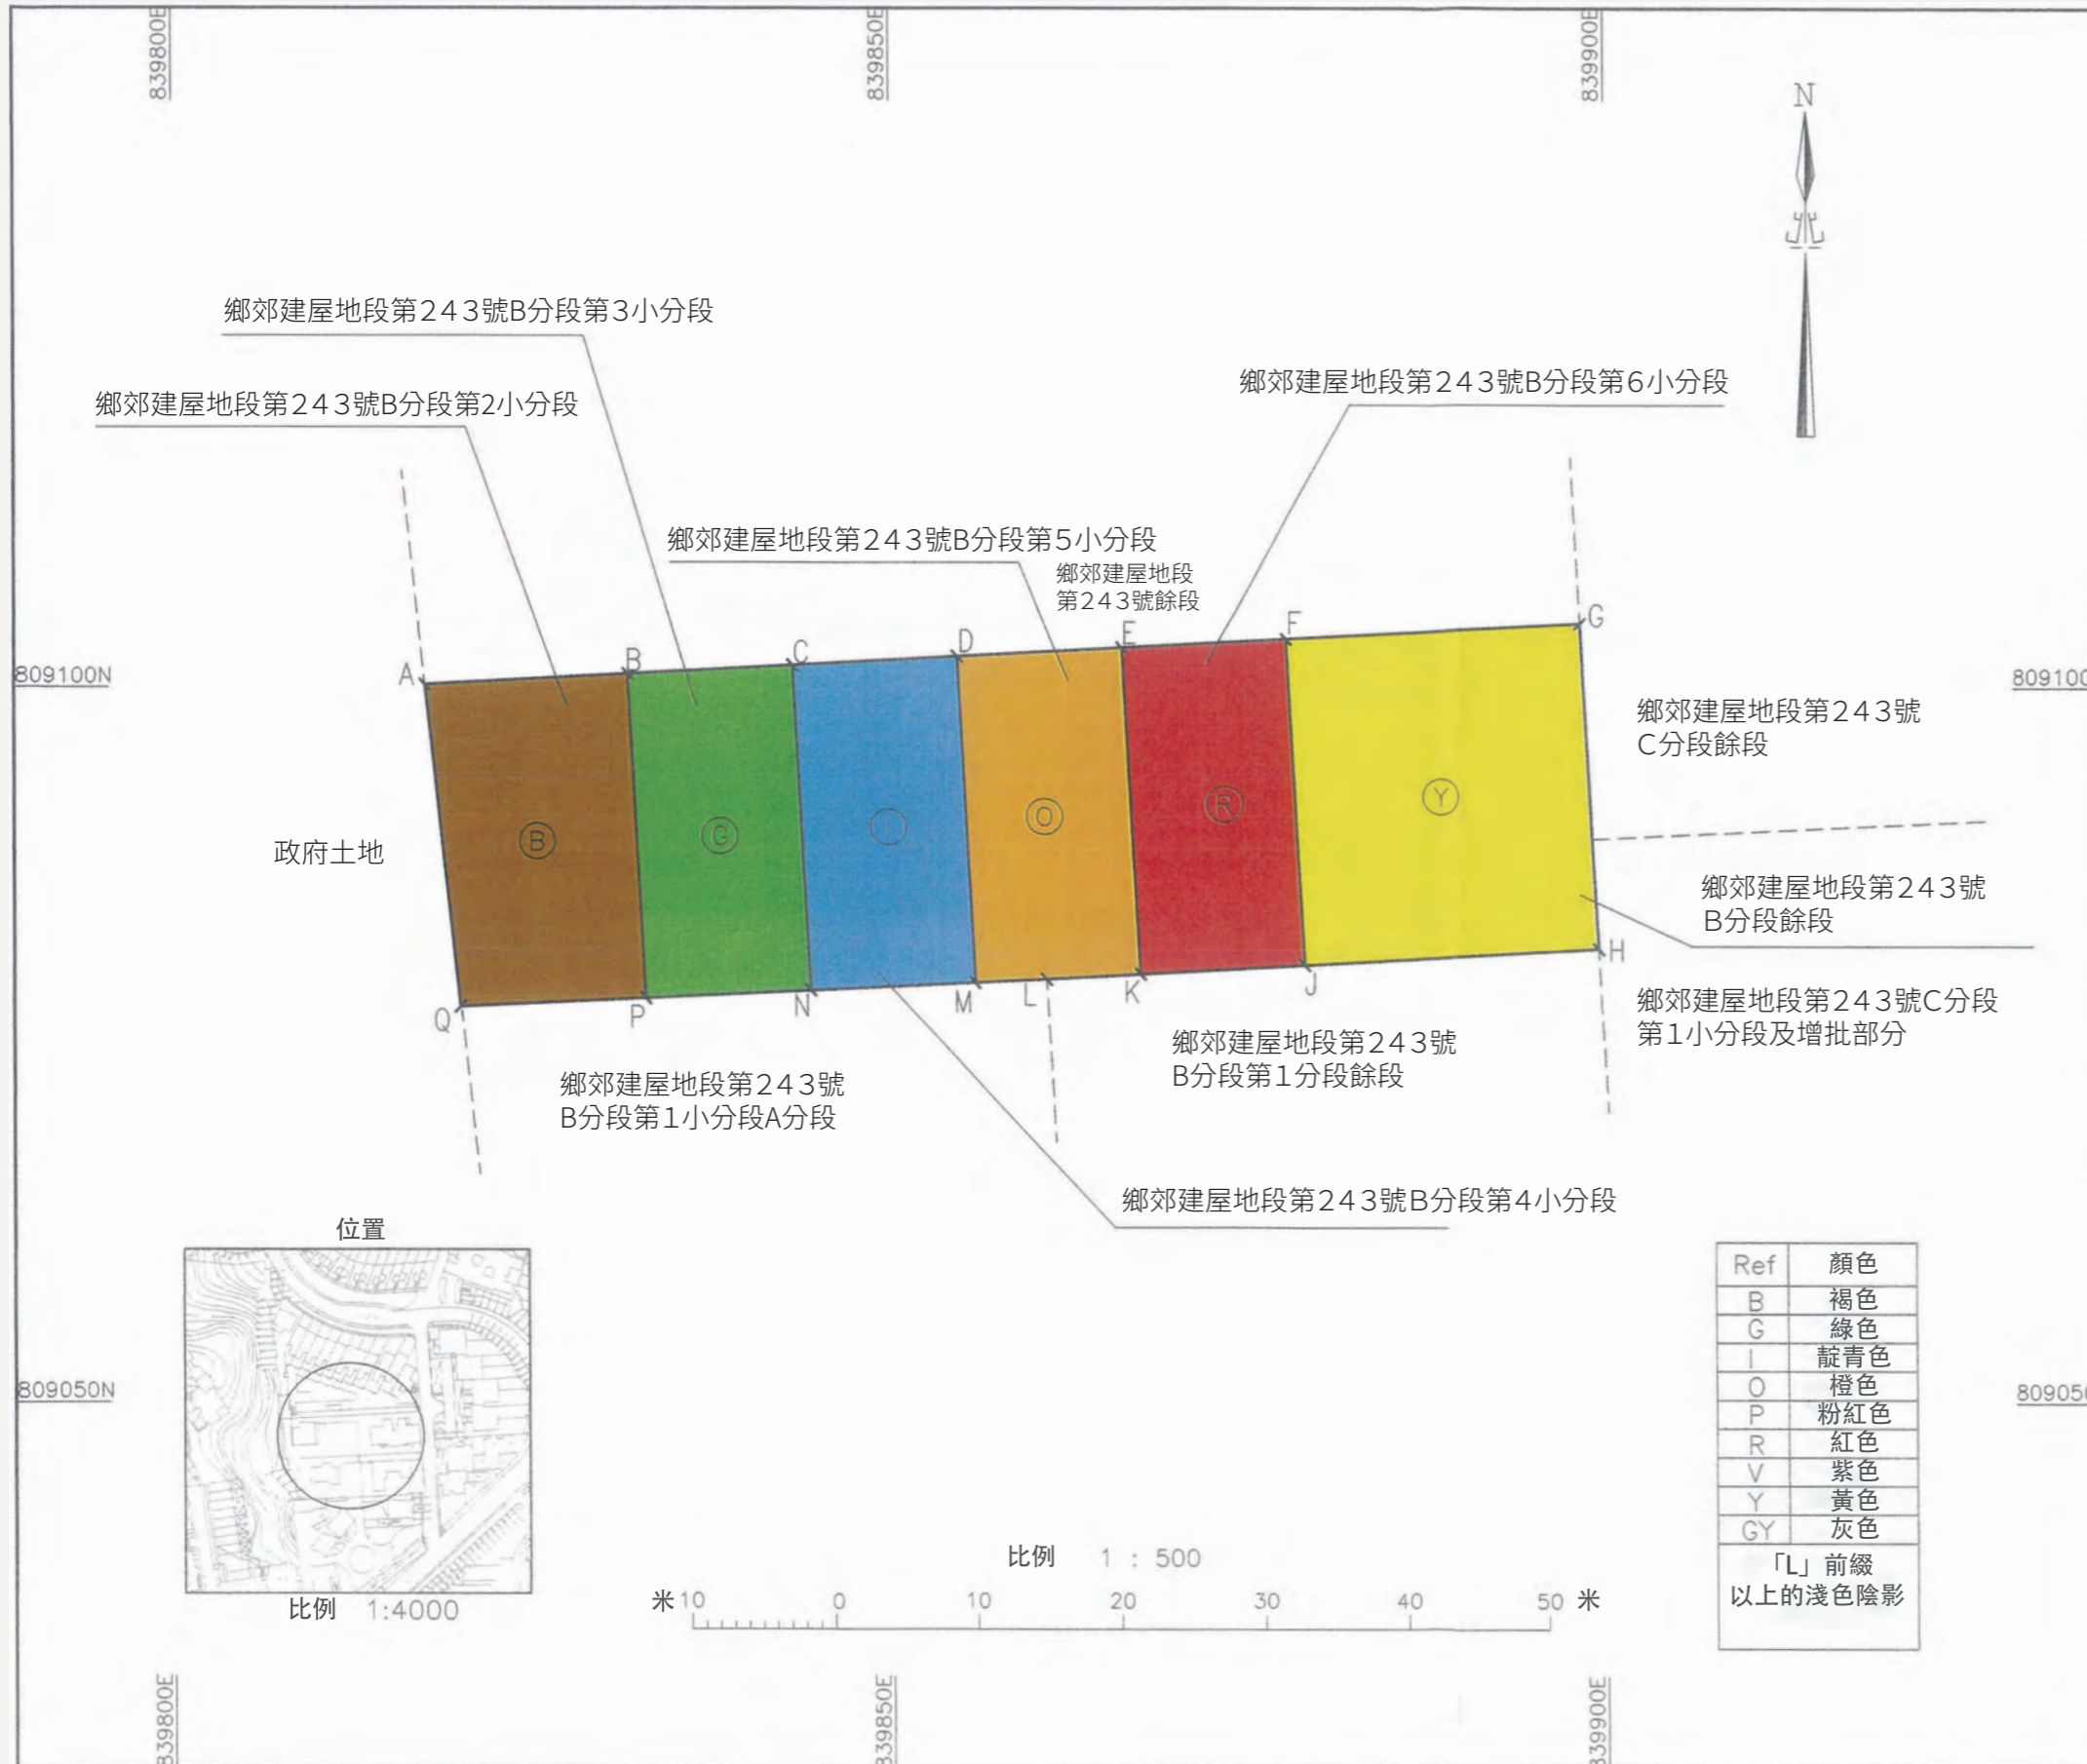 839800E
839850E
839900E
N
鄉郊建屋地段第243號B分段第3小分段
鄉郊建屋地段第243號B分段第6小分段
鄉郊建屋地段第243號B分段第2小分段
鄉郊建屋地段第243號B分段第5小分段
鄉郊建屋地段
第243號餘段
A
B
C
D
E
F
G
809100N
809100
鄉郊建屋地段第243號
C分段餘段
B
G
I
O
R
Y
政府土地
鄉郊建屋地段第243號
B分段餘段
Q
P
N
M
L
K
J
H
鄉郊建屋地段第243號C分段
第1小分段及增批部分
鄉郊建屋地段第243號
B分段第1分段餘段
鄉郊建屋地段第243號
B分段第1小分段A分段
鄉郊建屋地段第243號B分段第4小分段
位置
比例 1:4000
809050N
80905
Ref 顏色
B 褐色
G 綠色
I 靛青色
O 橙色
P 粉紅色
R 紅色
V 紫色
Y 黃色
GY 灰色
「L」前綴
以上的淺色陰影
比例 1 : 500
米 10 0 10 20 30 40 50 米
839800E
839850E
839900E